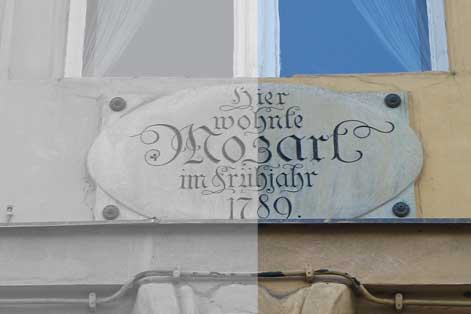 Hier
wohnte
Mozart
im Frühjahr
1789.